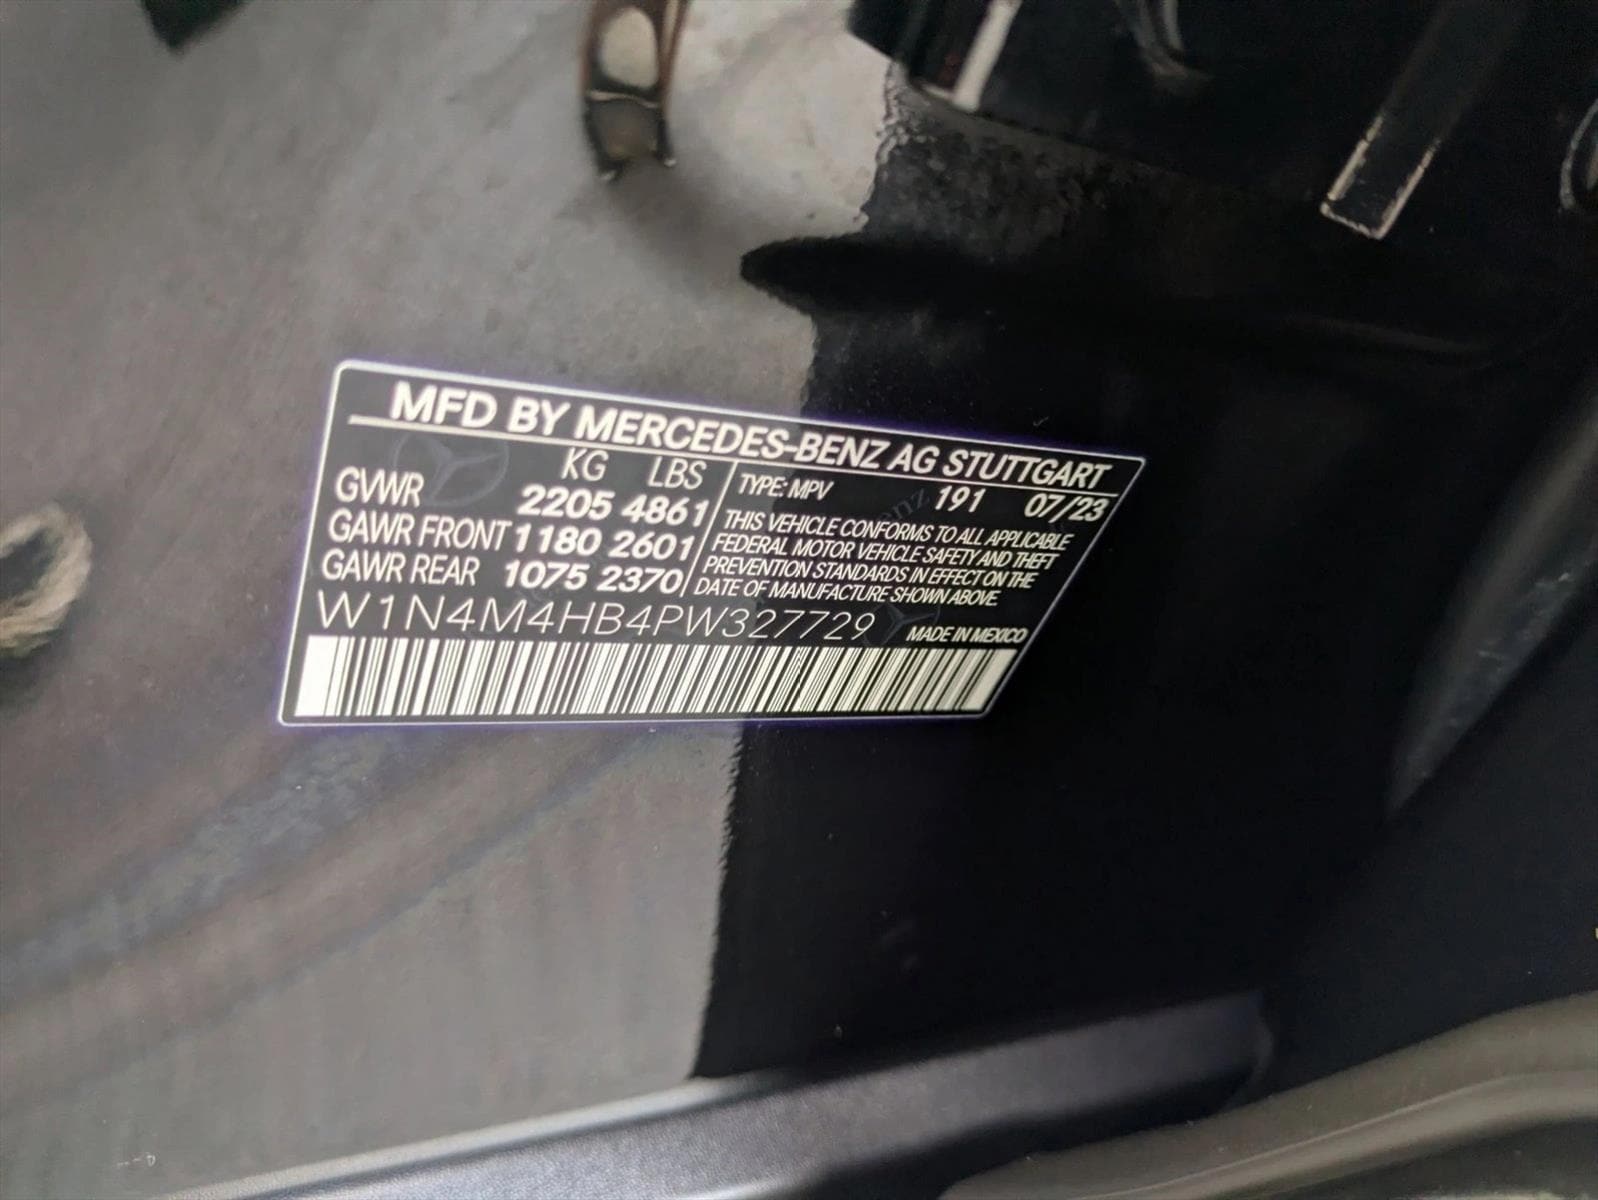 MFD BY MERCEDES-BENZ AG STUTTGART
KG LBS
GVWR 2205 4861
GAWR FRONT 1180 2601
GAWR REAR 1075 2370
TYPE: MPV 191 07/23
THIS VEHICLE CONFORMS TO ALL APPLICABLE
FEDERAL MOTOR VEHICLE SAFETY AND THEFT
PREVENTION STANDARDS IN EFFECT ON THE
DATE OF MANUFACTURE SHOWN ABOVE.
W1N4M4HB4PW327729
MADE IN MEXICO